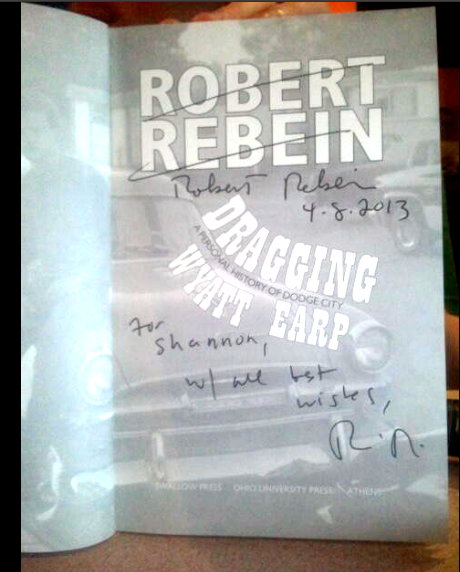 ROBERT
REBEIN
Robert Rebein
4.8.2013
DRAGGING
A PERSONAL HISTORY OF DODGE CITY
WYATT EARP
For
Shannon,
w/ all best
wishes,
R.R.
SWALLOW PRESS OHIO UNIVERSITY PRESS ATHENS